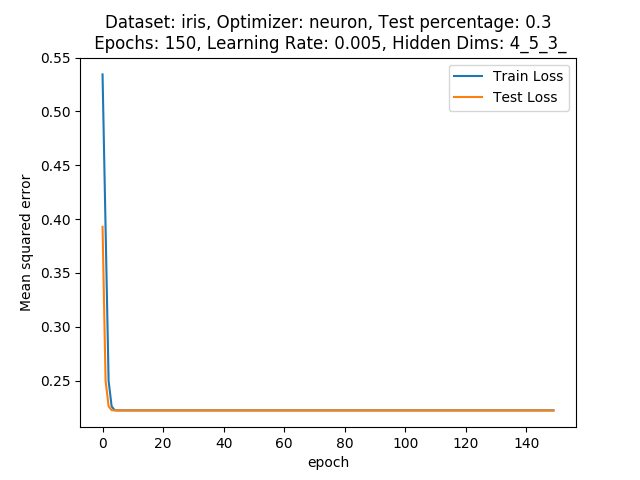 Dataset: iris, Optimizer: neuron, Test percentage: 0.3
Epochs: 150, Learning Rate: 0.005, Hidden Dims: 4_5_3_
Train Loss
Test Loss
Mean squared error
0.55
0.50
0.45
0.40
0.35
0.30
0.25
0 20 40 60 80 100 120 140
epoch